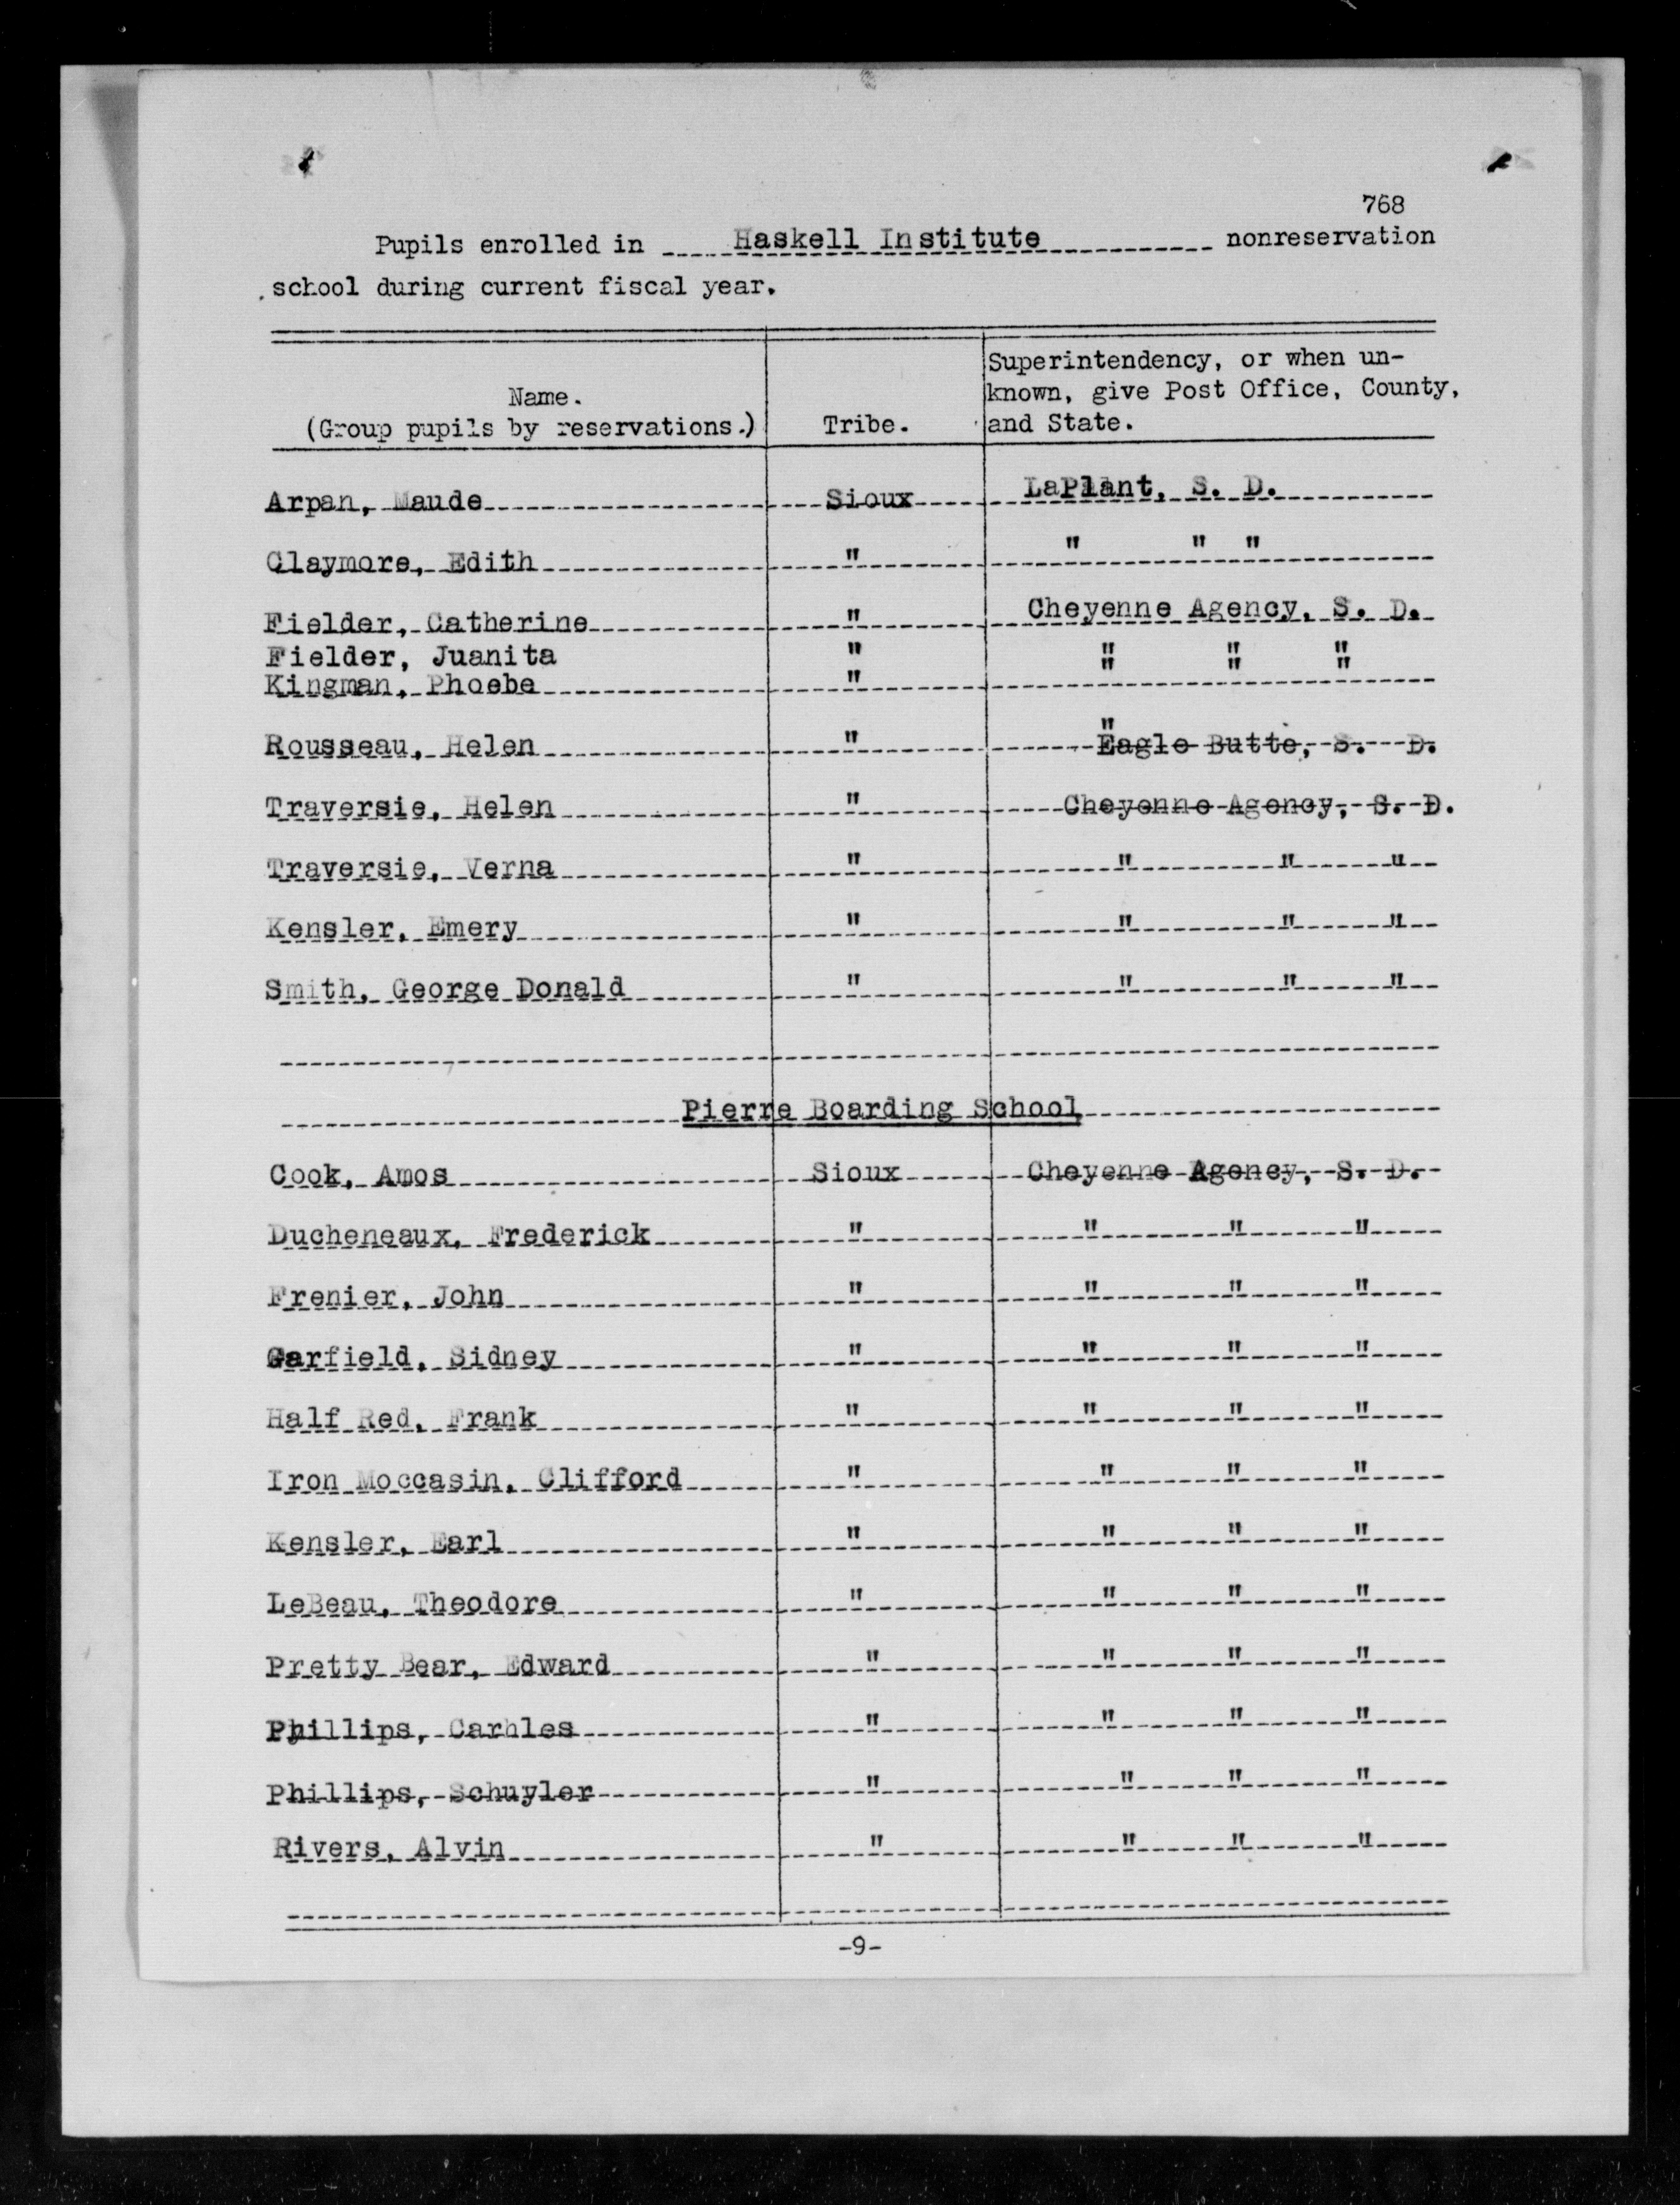 768
Pupils enrolled in Haskell Institute nonreservation
school during current fiscal year.
Name.
(Group pupils by reservations.)
Tribe.
Superintendency, or when un-
known, give Post Office, County,
and State.
Arpan, Maude Sioux LaPlant, S. D.
Claymore, Edith " " " "
Fielder, Catherine " Cheyenne Agency, S. D.
Fielder, Juanita " " " "
Kingman, Phoebe " " " "
"
Rousseau, Helen " Eagle Butte, S. D.
Traversie, Helen " Cheyenne Agency, S. D.
Traversie, Verna " " " "
Kensler, Emery " " " "
Smith, George Donald " " " "
Pierre Boarding School
Cook, Amos Sioux Cheyenne Agency, S. D.
Ducheneaux, Frederick " " " "
Frenier, John " " " "
Garfield, Sidney " " " "
Half Red, Frank " " " "
Iron Moccasin, Clifford " " " "
Kensler, Earl " " " "
LeBeau, Theodore " " " "
Pretty Bear, Edward " " " "
Phillips, Carhles " " " "
Phillips, Schuyler " " " "
Rivers, Alvin " " " "
-9-